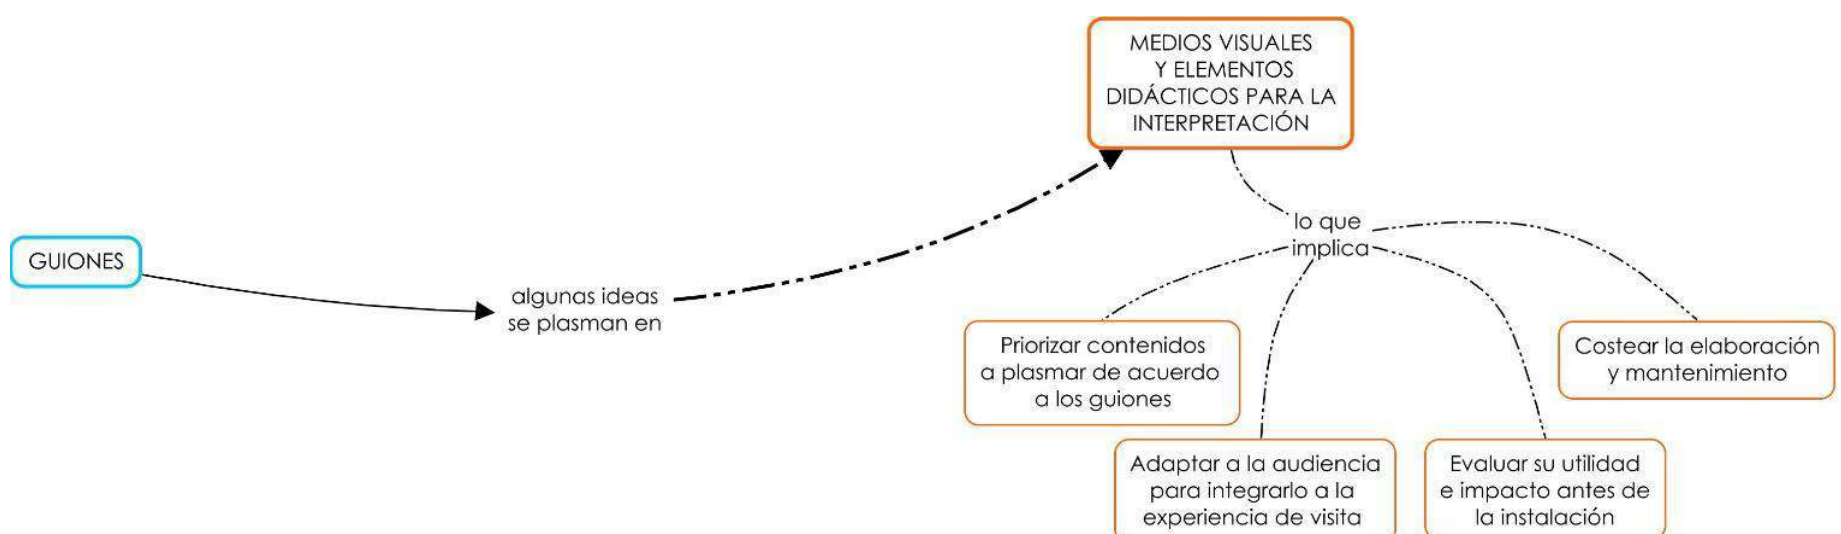 MEDIOS VISUALES
Y ELEMENTOS
DIDÁCTICOS PARA LA
INTERPRETACIÓN
GUIONES
algunas ideas
se plasman en
lo que
implica
Priorizar contenidos
a plasmar de acuerdo
a los guiones
Adaptar a la audiencia
para integrarlo a la
experiencia de visita
Evaluar su utilidad
e impacto antes de
la instalación
Costear la elaboración
y mantenimiento